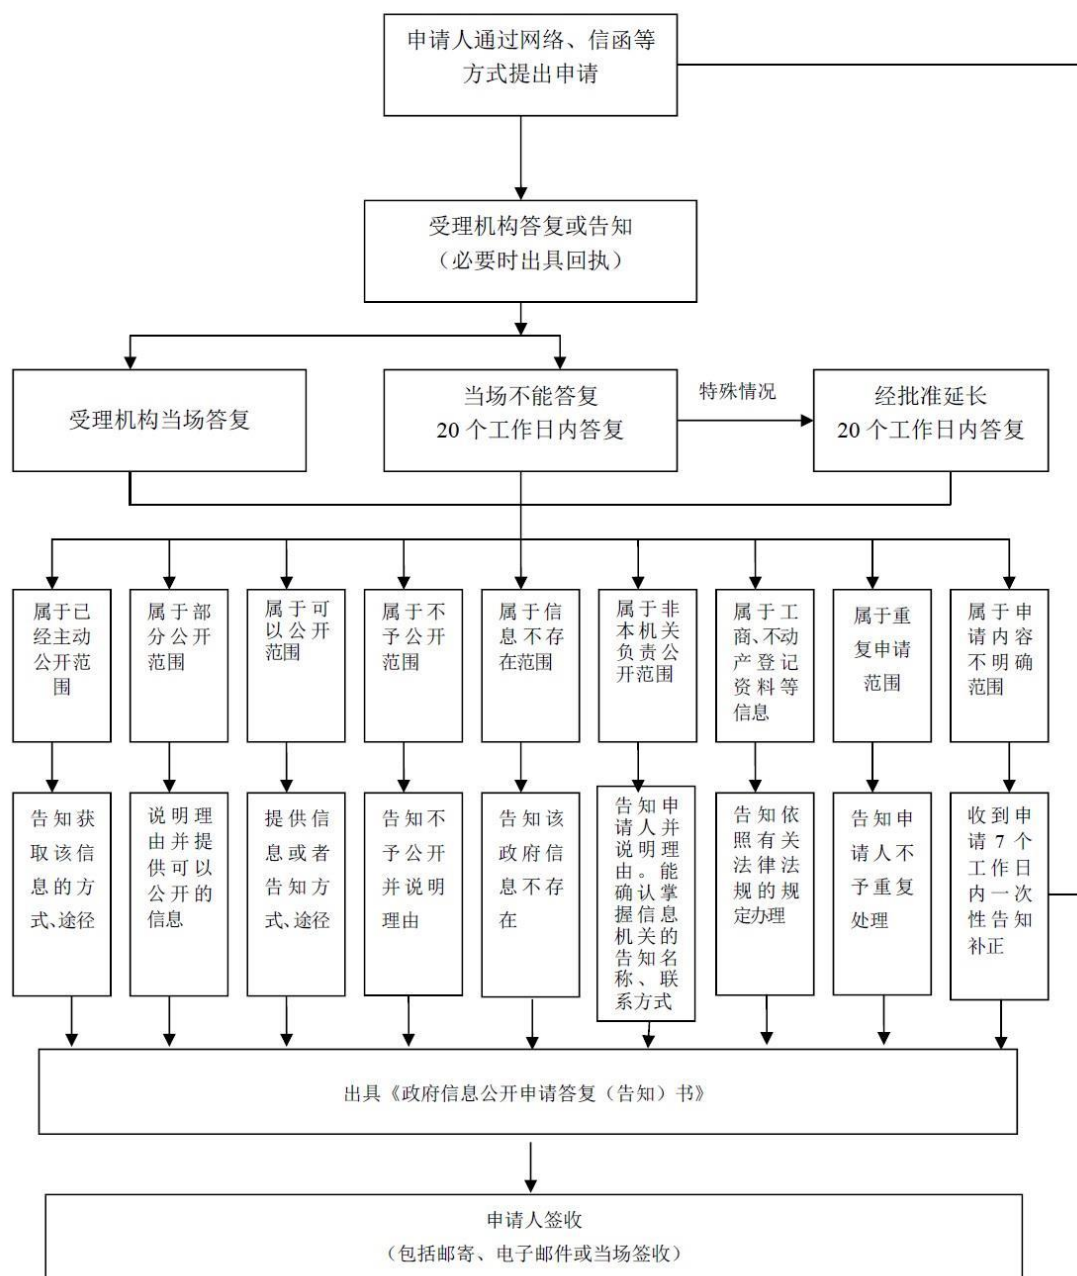 申请人通过网络、信函等
方式提出申请
受理机构答复或告知
（必要时出具回执）
受理机构当场答复
当场不能答复
20 个工作日内答复
特殊情况
经批准延长
20 个工作日内答复
属于已
经主动
公开范
围
属于部
分公开
范围
属于可
以公开
范围
属于不
予公开
范围
属于信
息不存
在范围
属于非
本机关
负责公
开范围
属于工
商、不动
产登记
资料等
信息
属于重
复申请
范围
属于申
请内容
不明确
范围
告知获
取该信
息的方
式、途径
说明理
由并提
供可以
公开的
信息
提供信
息或者
告知方
式、途径
告知不
予公开
并说明
理由
告知该
政府信
息不存
在
告知申
请人并
说明理
由。能
确认掌
握信息
机关的
告知名
称、联
系方式
告知依
照有关
法律法
规的规
定办理
告知申
请人不
予重复
处理
收到申
请 7 个
工作日
内一次
性告知
补正
出具《政府信息公开申请答复（告知）书》
申请人签收
（包括邮寄、电子邮件或当场签收）